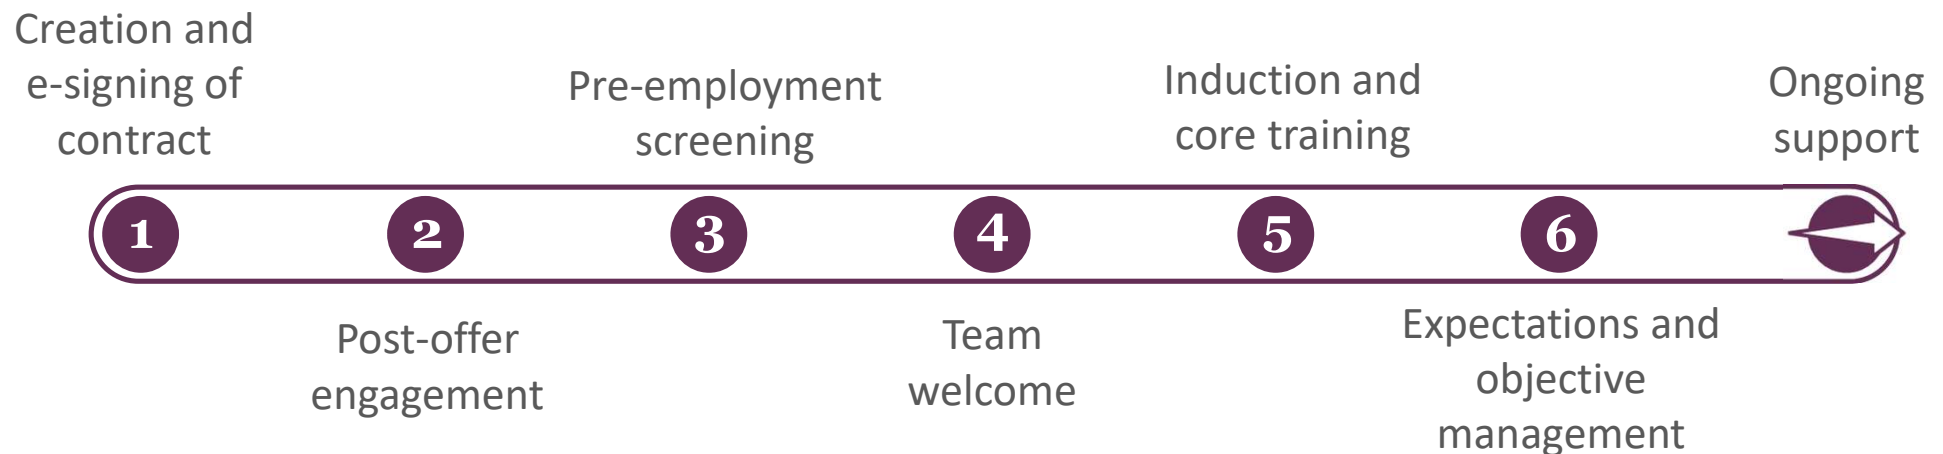 Creation and
e-signing of
contract
Pre-employment
screening
Induction and
core training
Ongoing
support
1
2
3
4
5
6
Post-offer
engagement
Team
welcome
Expectations and
objective
management